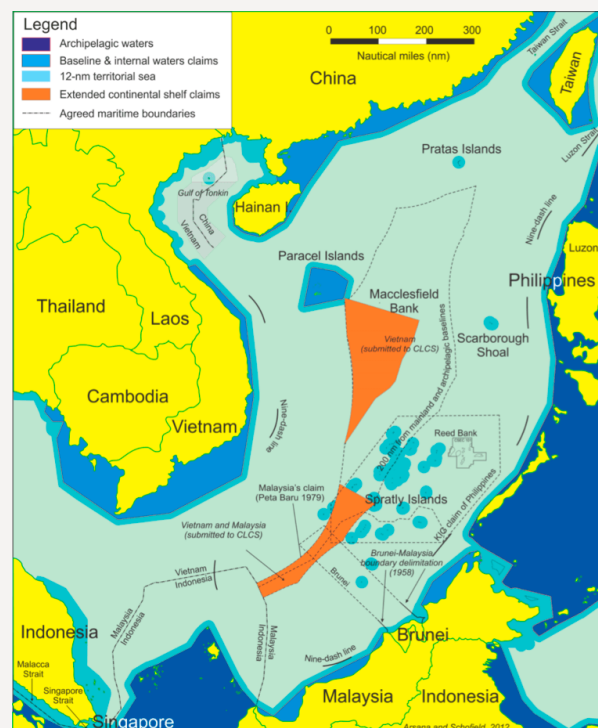 Legend
Archipelagic waters
Baseline & internal waters claims
12-nm territorial sea
Extended continental shelf claims
Agreed maritime boundaries
0 100 200 300
Nautical miles (nm)
China
Taiwan Strait
Taiwan
Luzon Strait
Pratas Islands
Gulf of Tonkin
Hainan I.
China
Vietnam
Nine-dash line
Luzon
Paracel Islands
Philippines
Macclesfield
Bank
Thailand
Laos
Vietnam
(submitted to CLCS)
Scarborough
Shoal
200 nm from mainland and archipelagic baselines
Cambodia
Vietnam
Nine-dash line
Reed Bank
Malaysia's claim
(Peta Baru 1979)
Spratly Islands
KIG claim of Philippines
Vietnam and Malaysia
(submitted to CLCS)
Brunei-Malaysia
boundary delimitation
(1958)
Vietnam
Indonesia
Brunei
Malaysia
Indonesia
Malaysia
Indonesia
Indonesia
Brunei
Nine-dash line
Malacca
Strait
Singapore
Strait
Malaysia
Indonesia
Singapore
Arsana and Schofield, 2012